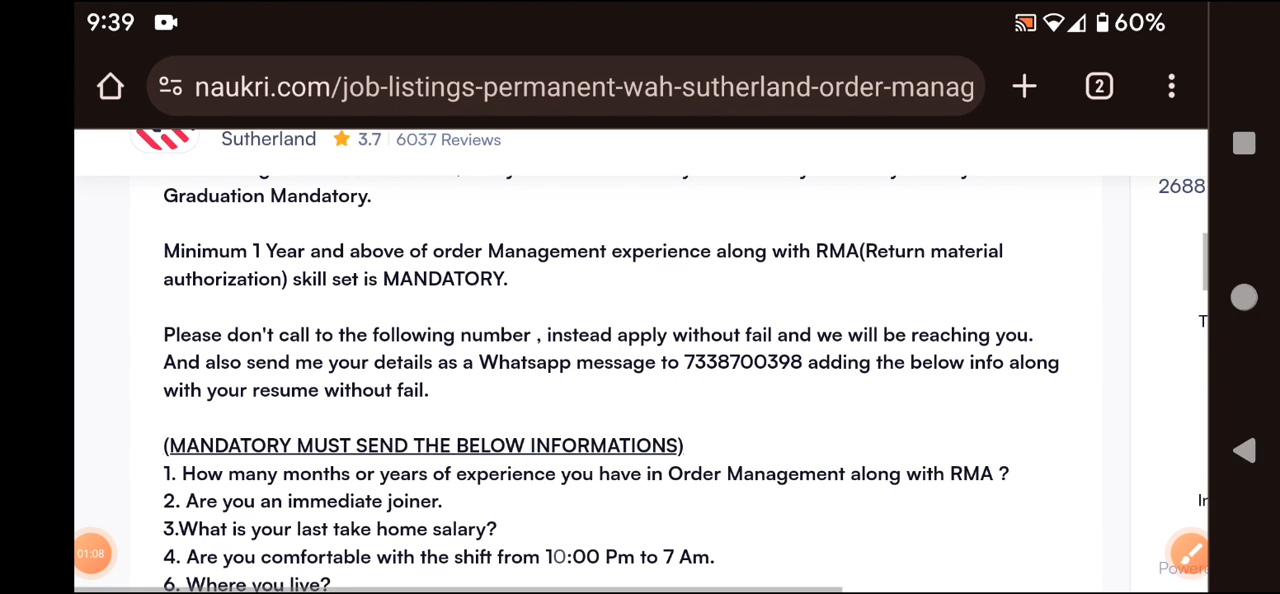 9:39
60%
naukri.com/job-listings-permanent-wah-sutherland-order-manag
2
Sutherland 3.7 6037 Reviews
2688
Graduation Mandatory.
Minimum 1 Year and above of order Management experience along with RMA(Return material
authorization) skill set is MANDATORY.
T
Please don't call to the following number , instead apply without fail and we will be reaching you.
And also send me your details as a Whatsapp message to 7338700398 adding the below info along
with your resume without fail.
(MANDATORY MUST SEND THE BELOW INFORMATIONS)
1. How many months or years of experience you have in Order Management along with RMA ?
2. Are you an immediate joiner.
3.What is your last take home salary?
4. Are you comfortable with the shift from 10:00 Pm to 7 Am.
6. Where you live?
01:08